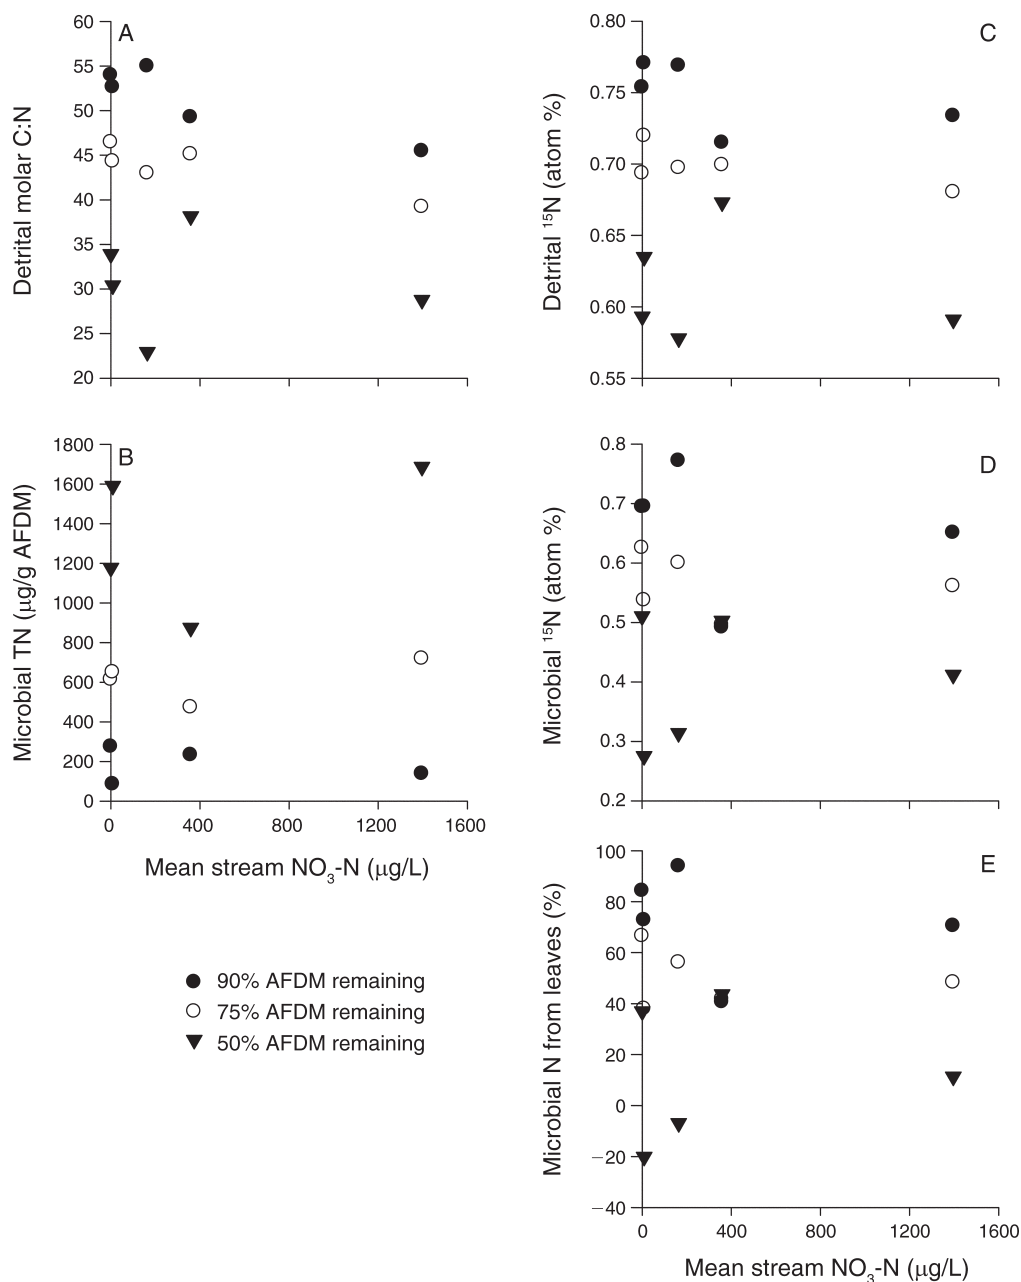 A
60
55
50
45
40
35
30
25
20
Detrital molar C:N
B
1800
1600
1400
1200
1000
800
600
400
200
0
Microbial TN (μg/g AFDM)
0 400 800 1200 1600
Mean stream NO₃-N (μg/L)
90% AFDM remaining
75% AFDM remaining
50% AFDM remaining
C
0.80
0.75
0.70
0.65
0.60
0.55
Detrital ¹⁵N (atom %)
D
0.8
0.7
0.6
0.5
0.4
0.3
0.2
Microbial ¹⁵N (atom %)
E
100
80
60
40
20
0
−20
−40
Microbial N from leaves (%)
0 400 800 1200 1600
Mean stream NO₃-N (μg/L)